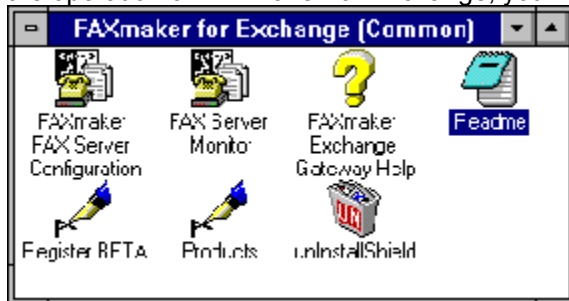 FAXmaker for Exchange (Common)
FAXmaker
FAX Server
Configuration
FAX Server
Monitor
FAXmaker
Exchange
Gateway Help
Readme
Register BETA
Products
unInstallShield